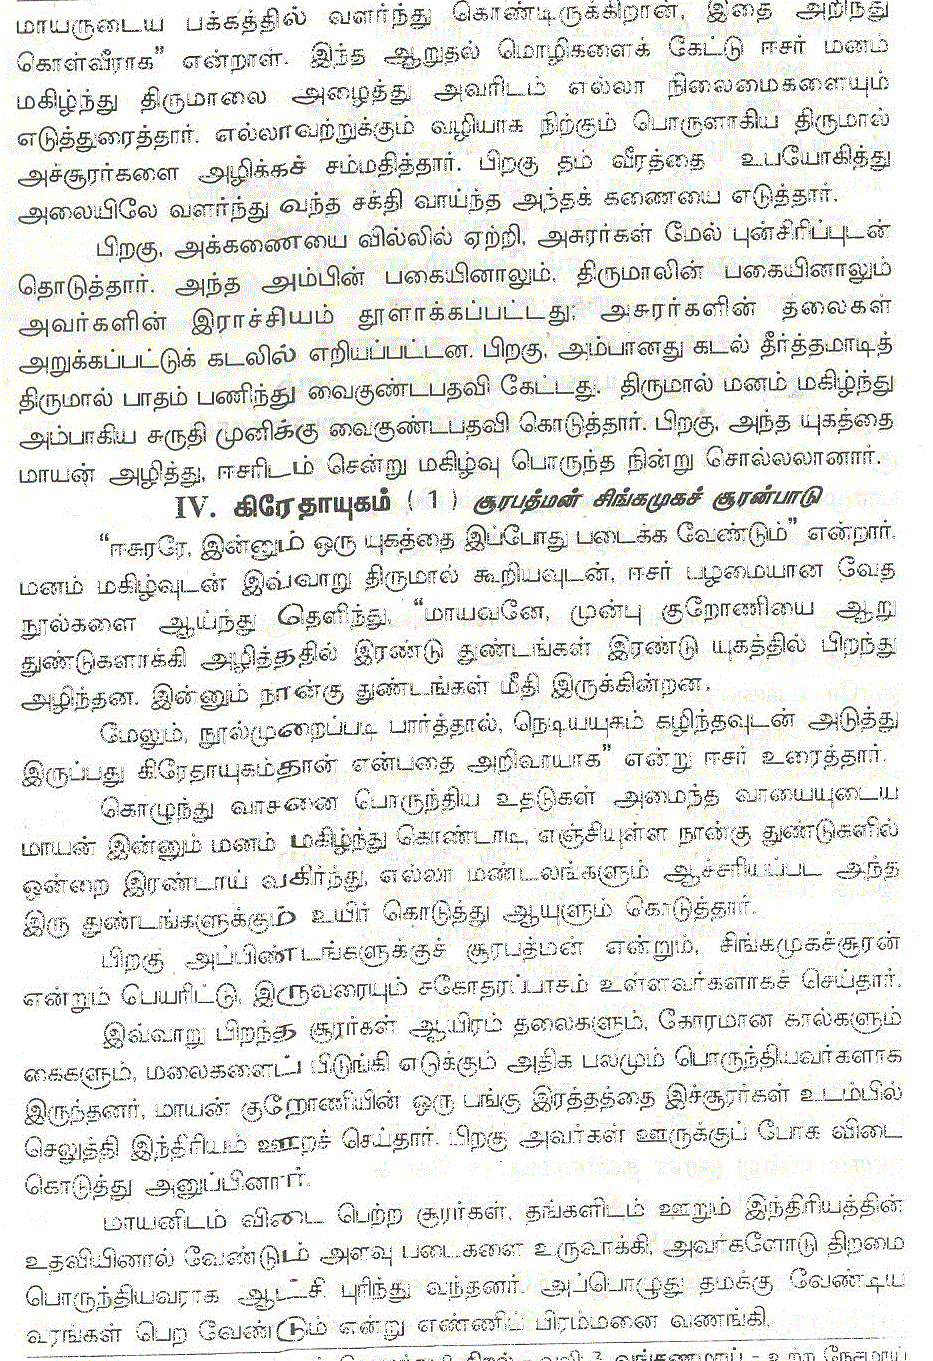 மாயருடைய பக்கத்தில் வளர்ந்து கொண்டிருக்கிறான், இதை அறிந்து
கொள்வீராக” என்றாள். இந்த ஆறுதல் மொழிகளைக் கேட்டு ஈசர் மனம்
மகிழ்ந்து திருமாலை அழைத்து அவரிடம் எல்லா நிலைமைகளையும்
எடுத்துரைத்தார். எல்லாவற்றுக்கும் வழியாக நிற்கும் பொருளாகிய திருமால்
அச்சூரர்களை அழிக்கச் சம்மதித்தார். பிறகு தம் வீரத்தை உபயோகித்து
அலையிலே வளர்ந்து வந்த சக்தி வாய்ந்த அந்தக் கணையை எடுத்தார்.
பிறகு, அக்கணையை வில்லில் ஏற்றி, அசுரர்கள் மேல் புன்சிரிப்புடன்
தொடுத்தார். அந்த அம்பின் பகையினாலும், திருமாலின் பகையினாலும்
அவர்களின் இராச்சியம் தூளாக்கப்பட்டது; அசுரர்களின் தலைகள்
அறுக்கப்பட்டுக் கடலில் எறியப்பட்டன. பிறகு, அம்பானது கடல் தீர்த்தமாடித்
திருமால் பாதம் பணிந்து வைகுண்டபதவி கேட்டது. திருமால் மனம் மகிழ்ந்து
அம்பாகிய சுருதி முனிக்கு வைகுண்டபதவி கொடுத்தார். பிறகு, அந்த யுகத்தை
மாயன் அழித்து, ஈசரிடம் சென்று மகிழ்வு பொருந்த நின்று சொல்லலானார்.
IV. கிரேதாயுகம் ( 1 ) சூரபத்மன் சிங்கமுகச் சூரன்பாடு
“ஈசுரரே, இன்னும் ஒரு யுகத்தை இப்போது படைக்க வேண்டும்” என்றார்.
மனம் மகிழ்வுடன் இவ்வாறு திருமால் கூறியவுடன், ஈசர் பழமையான வேத
நூல்களை ஆய்ந்து தெளிந்து, “மாயவனே, முன்பு குறோணியை ஆறு
துண்டுகளாக்கி அழித்ததில் இரண்டு துண்டங்கள் இரண்டு யுகத்தில் பிறந்து
அழிந்தன. இன்னும் நான்கு துண்டங்கள் மீதி இருக்கின்றன.
மேலும், நூல்முறைப்படி பார்த்தால், நெடியயுகம் கழிந்தவுடன் அடுத்து
இருப்பது கிரேதாயுகம்தான் என்பதை அறிவாயாக” என்று ஈசர் உரைத்தார்.
கொழுந்து வாசனை பொருந்திய உதடுகள் அமைந்த வாயையுடைய
மாயன் இன்னும் மனம் மகிழ்ந்து கொண்டாடி, எஞ்சியுள்ள நான்கு துண்டுகளில்
ஒன்றை இரண்டாய் வகிர்ந்து, எல்லா மண்டலங்களும் ஆச்சரியப்பட அந்த
இரு துண்டங்களுக்கும் உயிர் கொடுத்து ஆயுளும் கொடுத்தார்.
பிறகு அப்பிண்டங்களுக்குச் சூரபத்மன் என்றும், சிங்கமுகச்சூரன்
என்றும் பெயரிட்டு, இருவரையும் சகோதரப்பாசம் உள்ளவர்களாகச் செய்தார்.
இவ்வாறு பிறந்த சூரர்கள் ஆயிரம் தலைகளும், கோரமான கால்களும்
கைகளும், மலைகளைப் பிடுங்கி எடுக்கும் அதிக பலமும் பொருந்தியவர்களாக
இருந்தனர், மாயன் குறோணியின் ஒரு பங்கு இரத்தத்தை இச்சூரர்கள் உடம்பில்
செலுத்தி இந்திரியம் ஊறச் செய்தார். பிறகு அவர்கள் ஊருக்குப் போக விடை
கொடுத்து அனுப்பினார்.
மாயனிடம் விடை பெற்ற சூரர்கள், தங்களிடம் ஊறும் இந்திரியத்தின்
உதவியினால் வேண்டும் அளவு படைகளை உருவாக்கி, அவர்களோடு திறமை
பொருந்தியவராக ஆட்சி புரிந்து வந்தனர். அப்பொழுது தமக்கு வேண்டிய
வரங்கள் பெற வேண்டும் என்று எண்ணிப் பிரம்மனை வணங்கி,